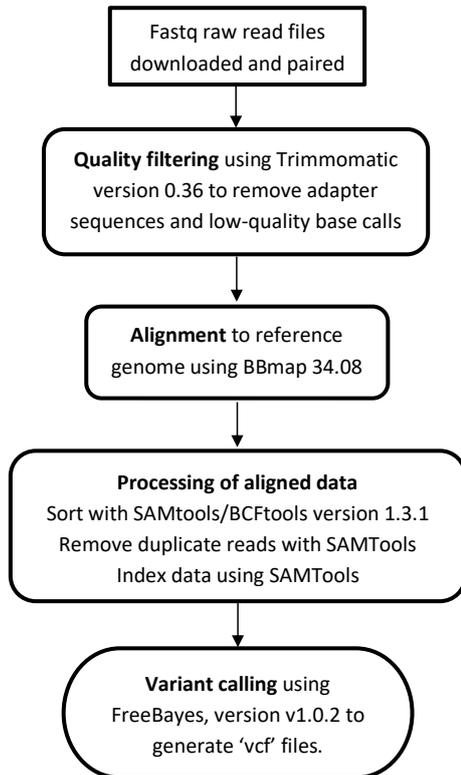 Fastq raw read files
downloaded and paired
Quality filtering using Trimmomatic
version 0.36 to remove adapter
sequences and low-quality base calls
Alignment to reference
genome using BBmap 34.08
Processing of aligned data
Sort with SAMtools/BCFtools version 1.3.1
Remove duplicate reads with SAMTools
Index data using SAMTools
Variant calling using
FreeBayes, version v1.0.2 to
generate ‘vcf’ files.